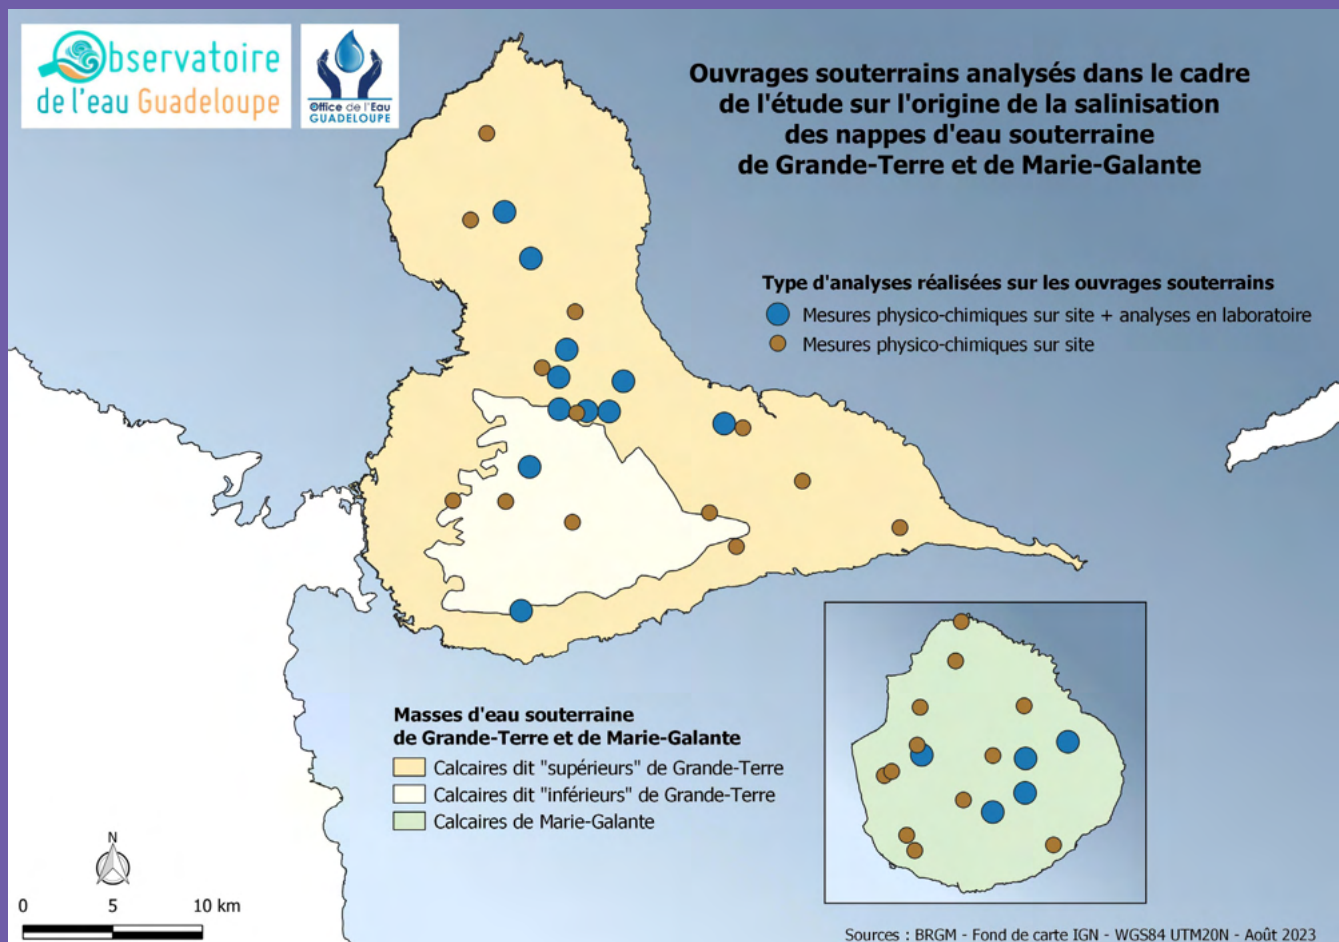 Observatoire
de l'eau Guadeloupe
Office de l'Eau
GUADELOUPE
Ouvrages souterrains analysés dans le cadre
de l'étude sur l'origine de la salinisation
des nappes d'eau souterraine
de Grande-Terre et de Marie-Galante
Type d'analyses réalisées sur les ouvrages souterrains
Mesures physico-chimiques sur site + analyses en laboratoire
Mesures physico-chimiques sur site
Masses d'eau souterraine
de Grande-Terre et de Marie-Galante
Calcaires dit "supérieurs" de Grande-Terre
Calcaires dit "inférieurs" de Grande-Terre
Calcaires de Marie-Galante
N
0 5 10 km
Sources : BRGM - Fond de carte IGN - WGS84 UTM20N - Août 2023